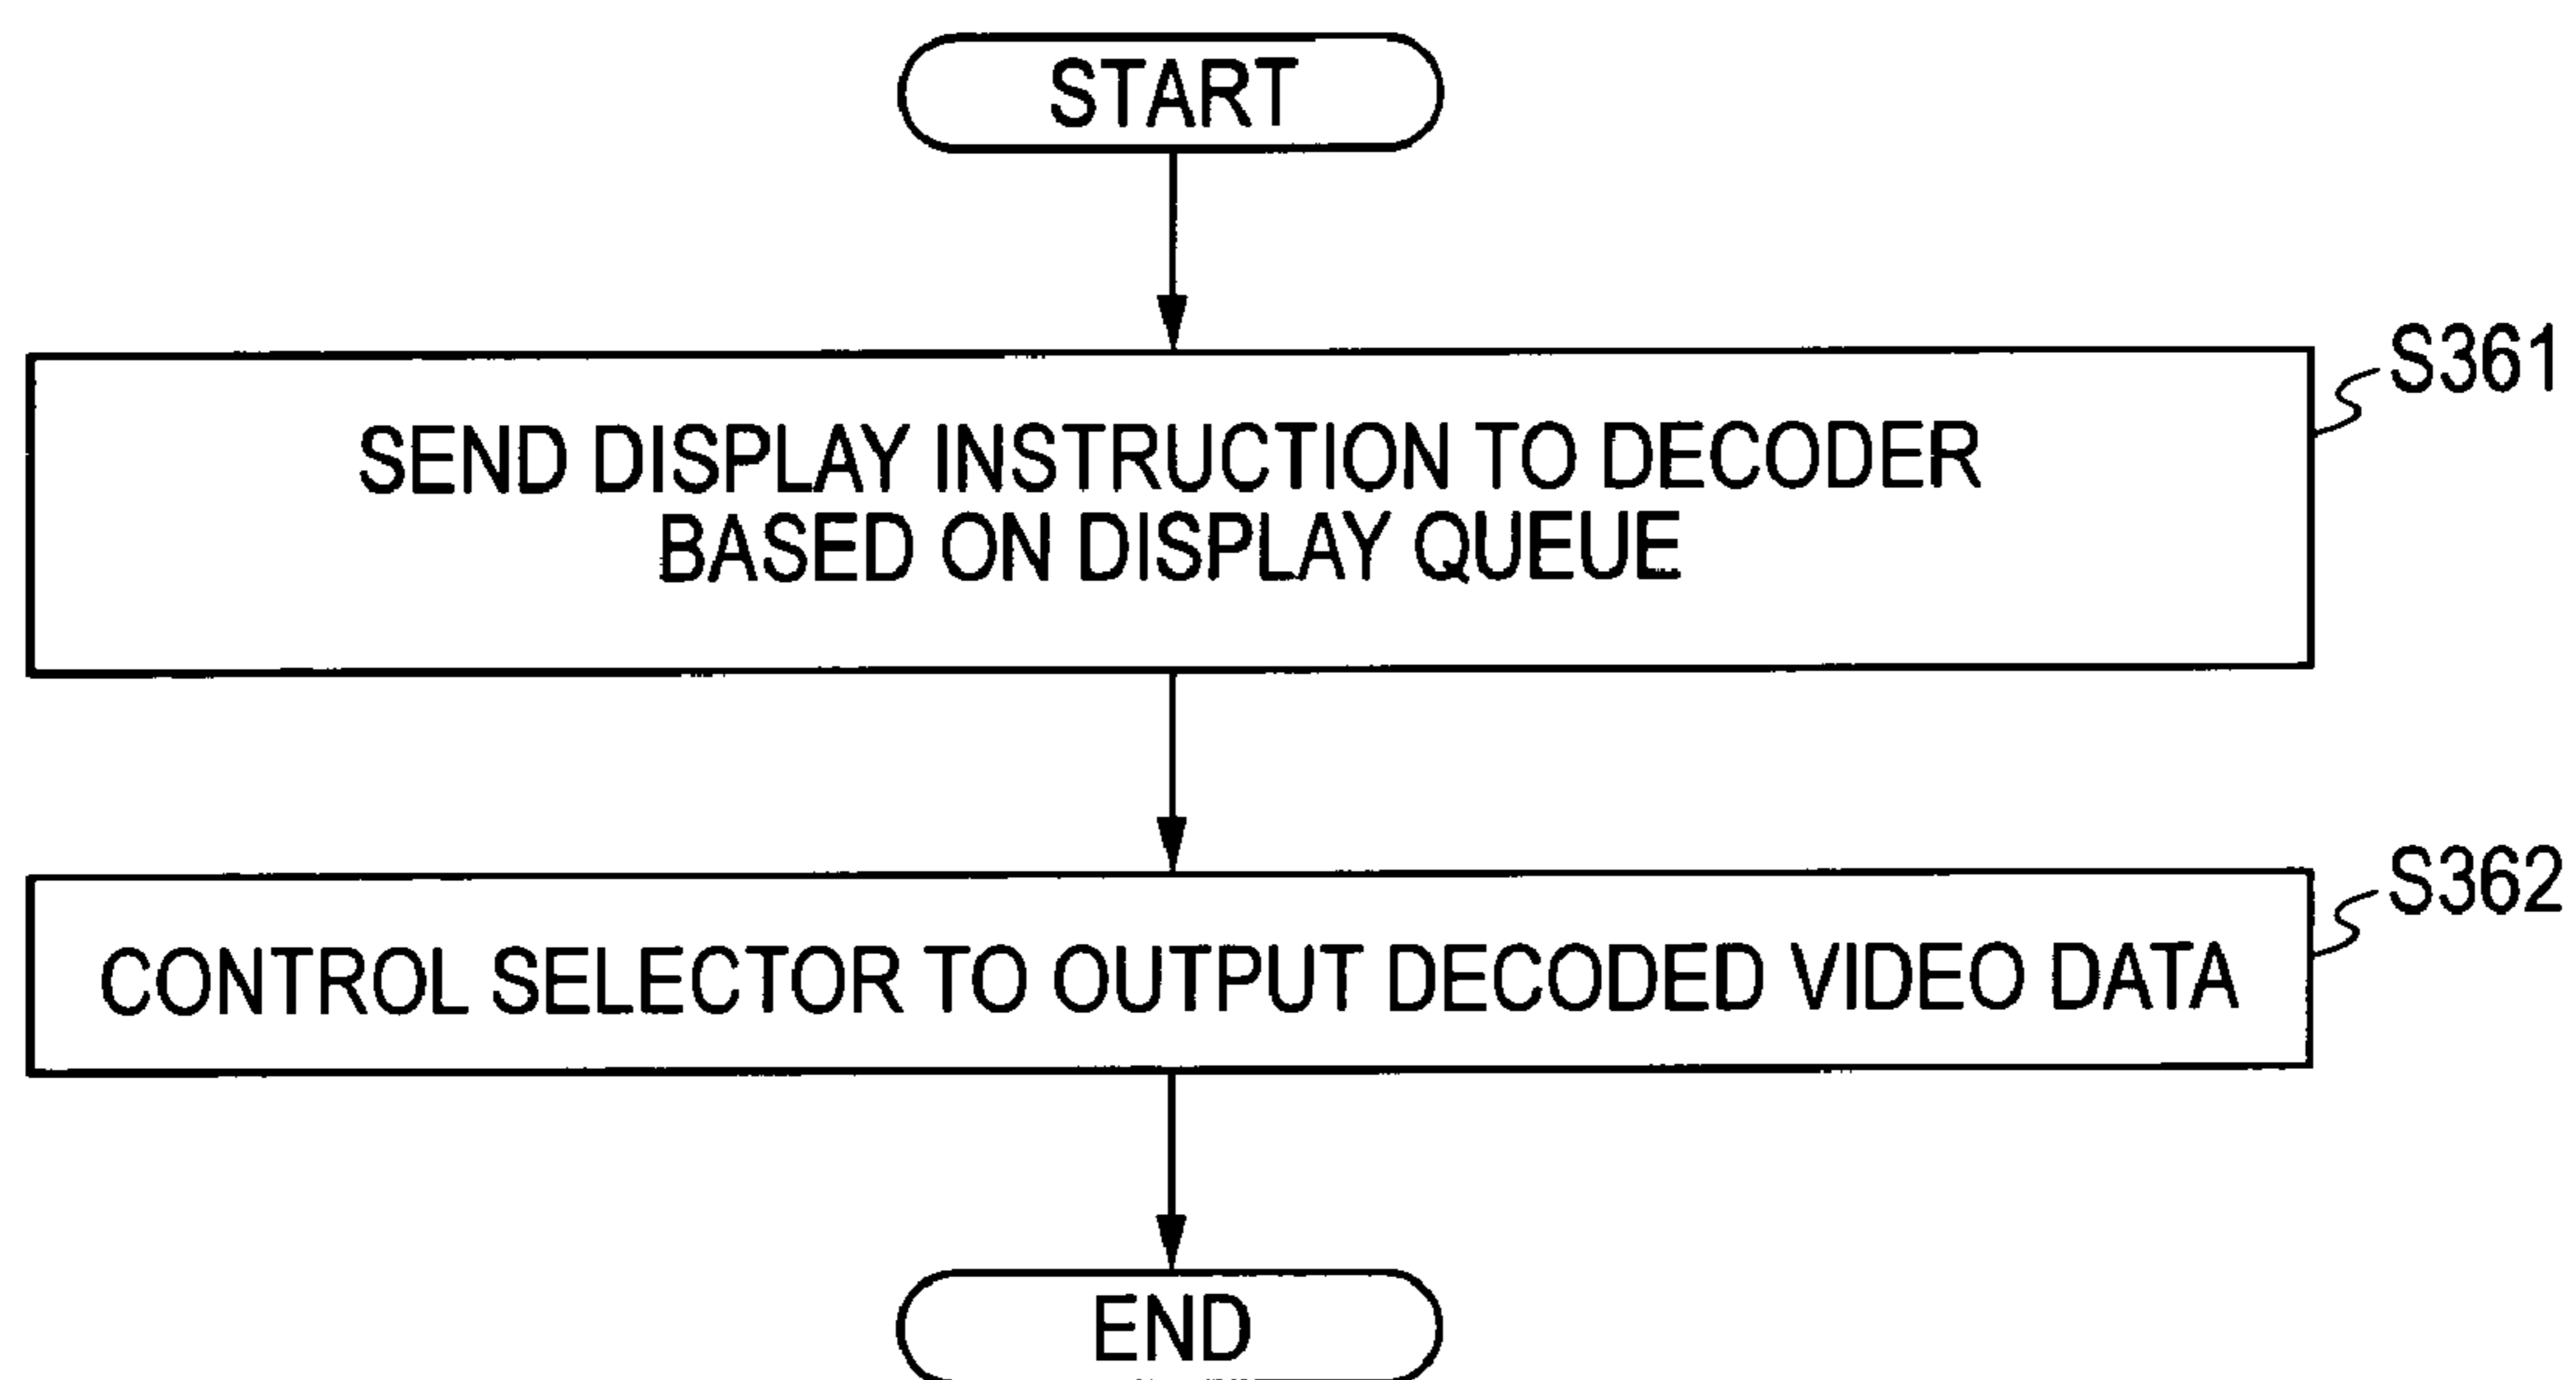 START
S361
SEND DISPLAY INSTRUCTION TO DECODER
BASED ON DISPLAY QUEUE
S362
CONTROL SELECTOR TO OUTPUT DECODED VIDEO DATA
END